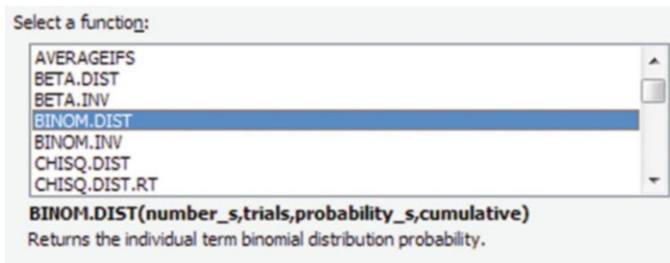 Select a function:
AVERAGEIFS
BETA.DIST
BETA.INV
BINOM.DIST
BINOM.INV
CHISQ.DIST
CHISQ.DIST.RT
BINOM.DIST(number_s,trials,probability_s,cumulative)
Returns the individual term binomial distribution probability.